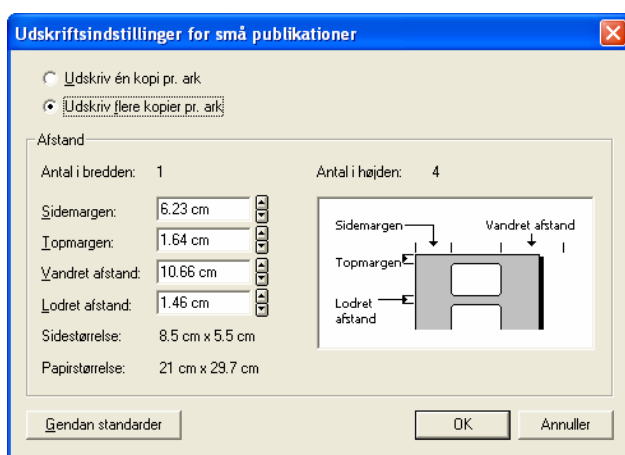 Udskriftsindstillinger for små publikationer
Udskriv én kopi pr. ark
Udskriv flere kopier pr. ark
Afstand
Antal i bredden: 1 Antal i højden: 4
Sidemargen: 6.23 cm
Topmargen: 1.64 cm
Vandret afstand: 10.66 cm
Lodret afstand: 1.46 cm
Sidestørrelse: 8.5 cm x 5.5 cm
Papirstørrelse: 21 cm x 29.7 cm
Sidemargen Vandret afstand
Topmargen
Lodret
afstand
Gendan standarder OK Annuller